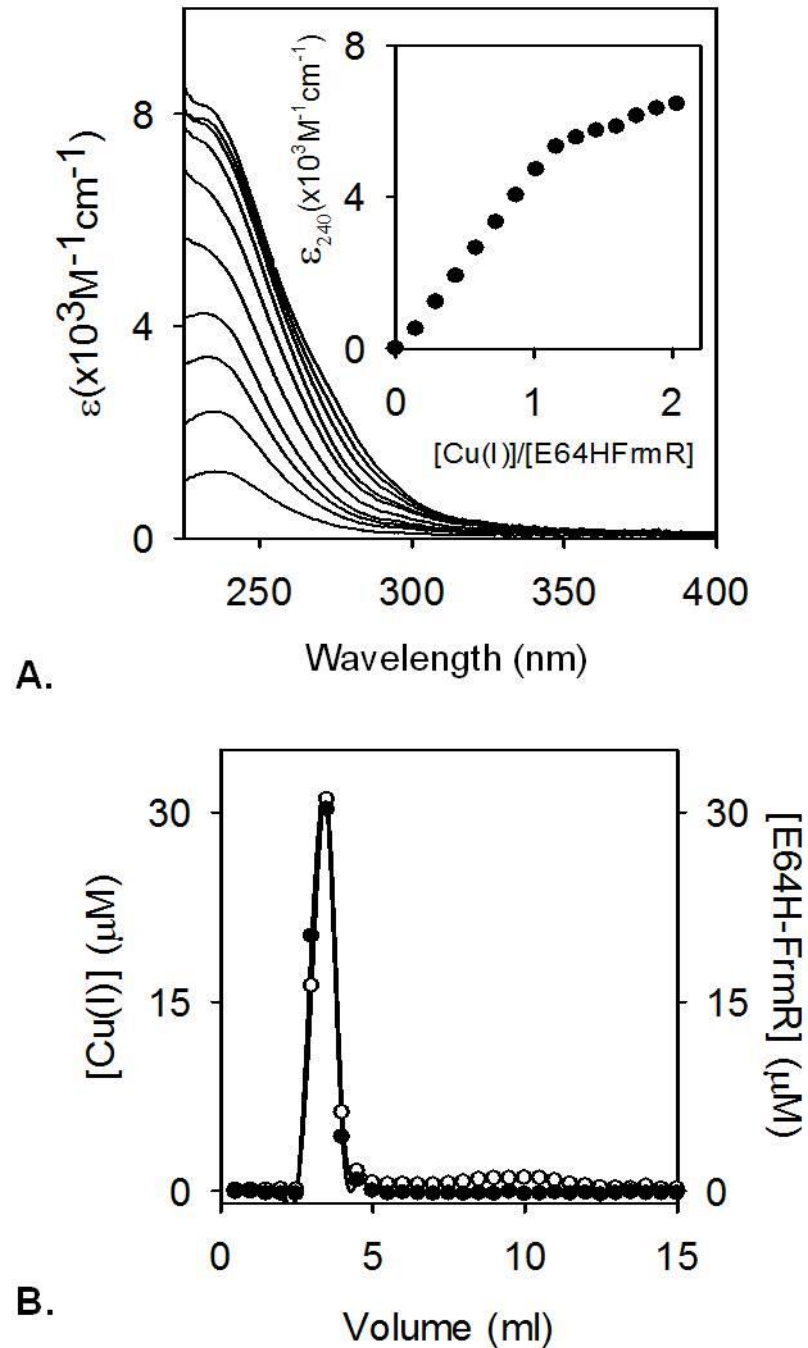 8
4
0
ε(x10³M⁻¹cm⁻¹)
250
300
350
400
Wavelength (nm)
8
4
0
ε₂₄₀(x10³M⁻¹cm⁻¹)
0
1
2
[Cu(I)]/[E64HFrmR]
A.
30
15
0
[Cu(I)] (μM)
30
15
0
[E64H-FrmR] (μM)
0
5
10
15
Volume (ml)
B.